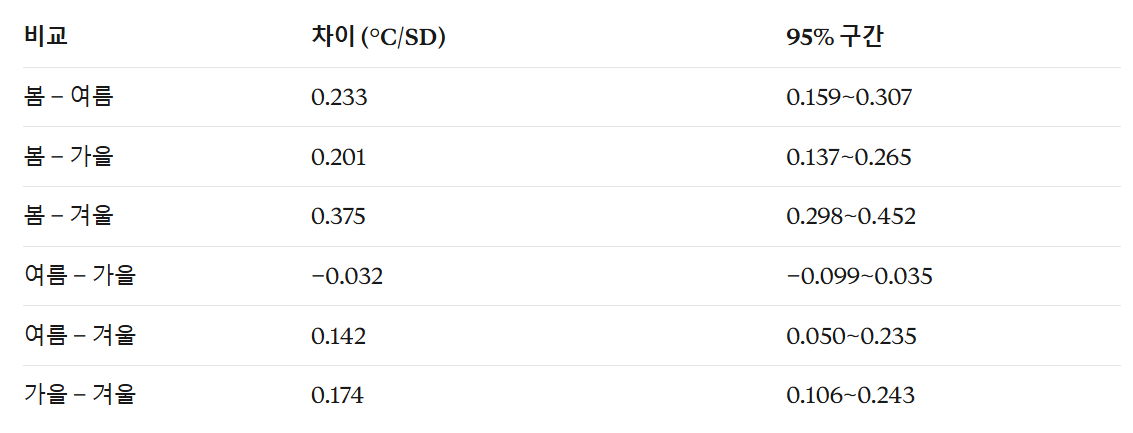 비교 차이 (°C/SD) 95% 구간
봄 − 여름 0.233 0.159~0.307
봄 − 가을 0.201 0.137~0.265
봄 − 겨울 0.375 0.298~0.452
여름 − 가을 −0.032 −0.099~0.035
여름 − 겨울 0.142 0.050~0.235
가을 − 겨울 0.174 0.106~0.243